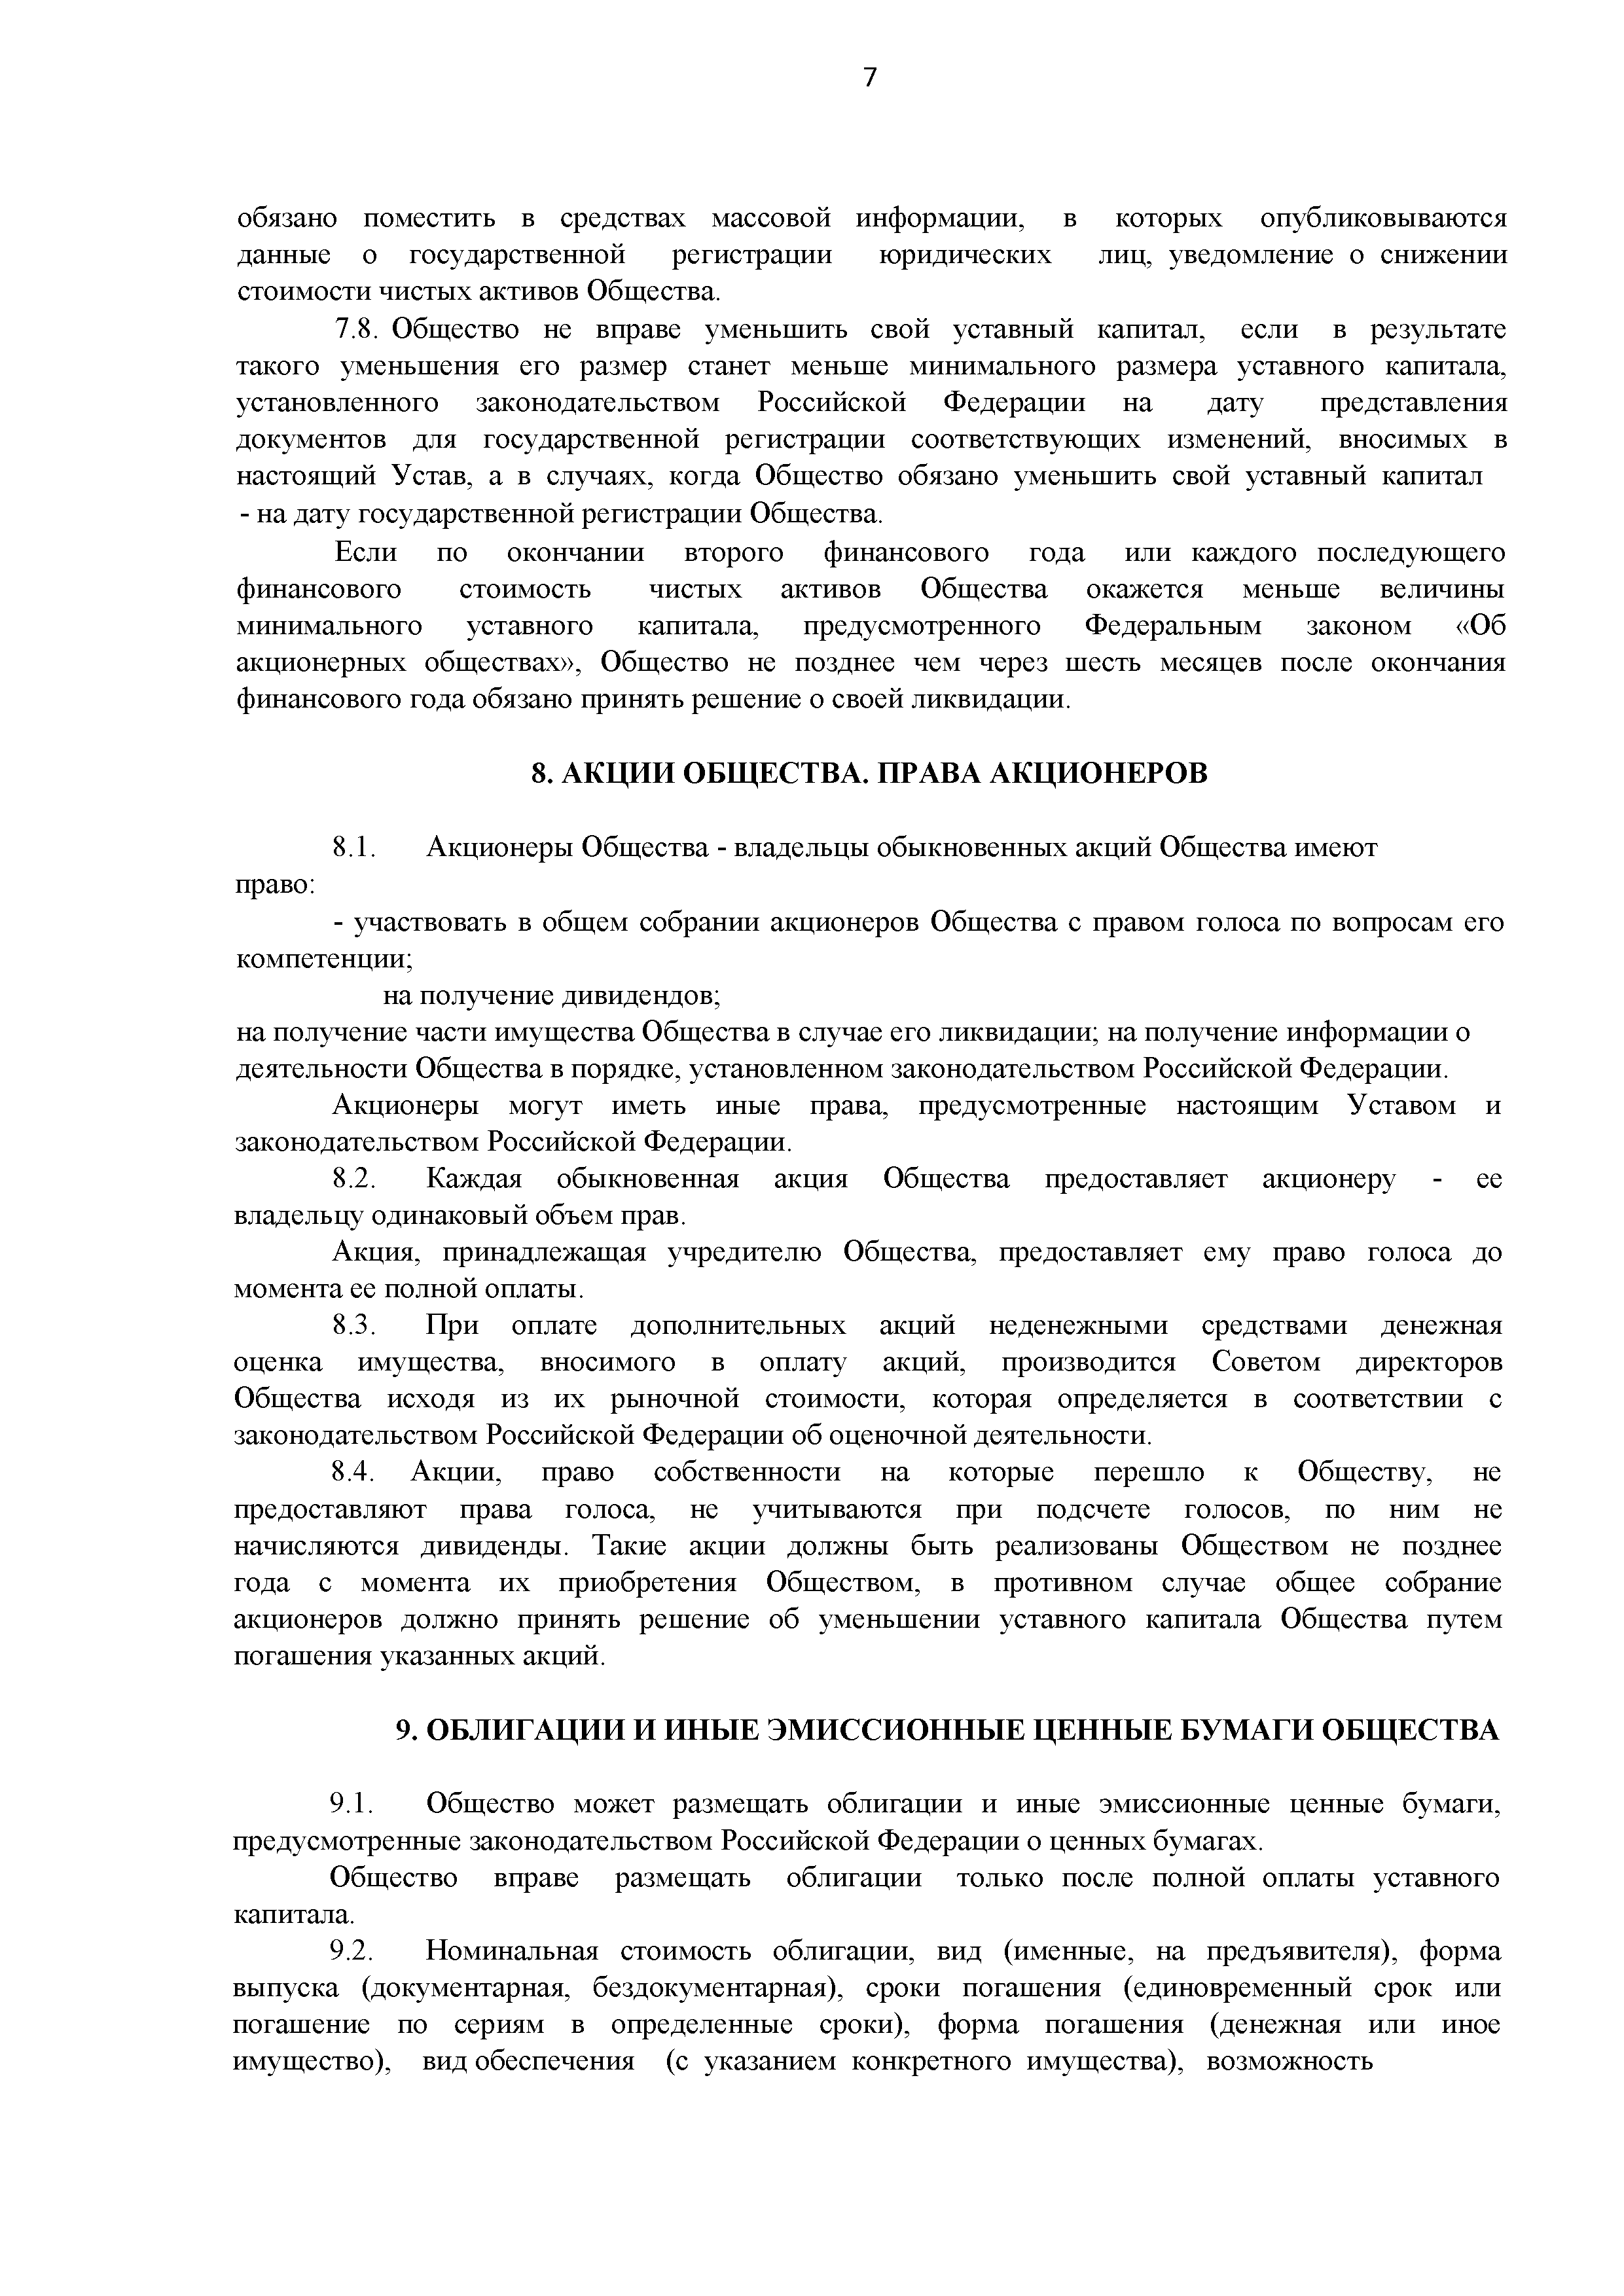 7
обязано поместить в средствах массовой информации, в которых опубликовываются
данные о государственной регистрации юридических лиц, уведомление о снижении
стоимости чистых активов Общества.
7.8. Общество не вправе уменьшить свой уставный капитал, если в результате
такого уменьшения его размер станет меньше минимального размера уставного капитала,
установленного законодательством Российской Федерации на дату представления
документов для государственной регистрации соответствующих изменений, вносимых в
настоящий Устав, а в случаях, когда Общество обязано уменьшить свой уставный капитал
- на дату государственной регистрации Общества.
Если по окончании второго финансового года или каждого последующего
финансового стоимость чистых активов Общества окажется меньше величины
минимального уставного капитала, предусмотренного Федеральным законом «Об
акционерных обществах», Общество не позднее чем через шесть месяцев после окончания
финансового года обязано принять решение о своей ликвидации.
8. АКЦИИ ОБЩЕСТВА. ПРАВА АКЦИОНЕРОВ
8.1. Акционеры Общества - владельцы обыкновенных акций Общества имеют
право:
- участвовать в общем собрании акционеров Общества с правом голоса по вопросам его
компетенции;
на получение дивидендов;
на получение части имущества Общества в случае его ликвидации; на получение информации о
деятельности Общества в порядке, установленном законодательством Российской Федерации.
Акционеры могут иметь иные права, предусмотренные настоящим Уставом и
законодательством Российской Федерации.
8.2. Каждая обыкновенная акция Общества предоставляет акционеру - ее
владельцу одинаковый объем прав.
Акция, принадлежащая учредителю Общества, предоставляет ему право голоса до
момента ее полной оплаты.
8.3. При оплате дополнительных акций неденежными средствами денежная
оценка имущества, вносимого в оплату акций, производится Советом директоров
Общества исходя из их рыночной стоимости, которая определяется в соответствии с
законодательством Российской Федерации об оценочной деятельности.
8.4. Акции, право собственности на которые перешло к Обществу, не
предоставляют права голоса, не учитываются при подсчете голосов, по ним не
начисляются дивиденды. Такие акции должны быть реализованы Обществом не позднее
года с момента их приобретения Обществом, в противном случае общее собрание
акционеров должно принять решение об уменьшении уставного капитала Общества путем
погашения указанных акций.
9. ОБЛИГАЦИИ И ИНЫЕ ЭМИССИОННЫЕ ЦЕННЫЕ БУМАГИ ОБЩЕСТВА
9.1. Общество может размещать облигации и иные эмиссионные ценные бумаги,
предусмотренные законодательством Российской Федерации о ценных бумагах.
Общество вправе размещать облигации только после полной оплаты уставного
капитала.
9.2. Номинальная стоимость облигации, вид (именные, на предъявителя), форма
выпуска (документарная, бездокументарная), сроки погашения (единовременный срок или
погашение по сериям в определенные сроки), форма погашения (денежная или иное
имущество), вид обеспечения (с указанием конкретного имущества), возможность